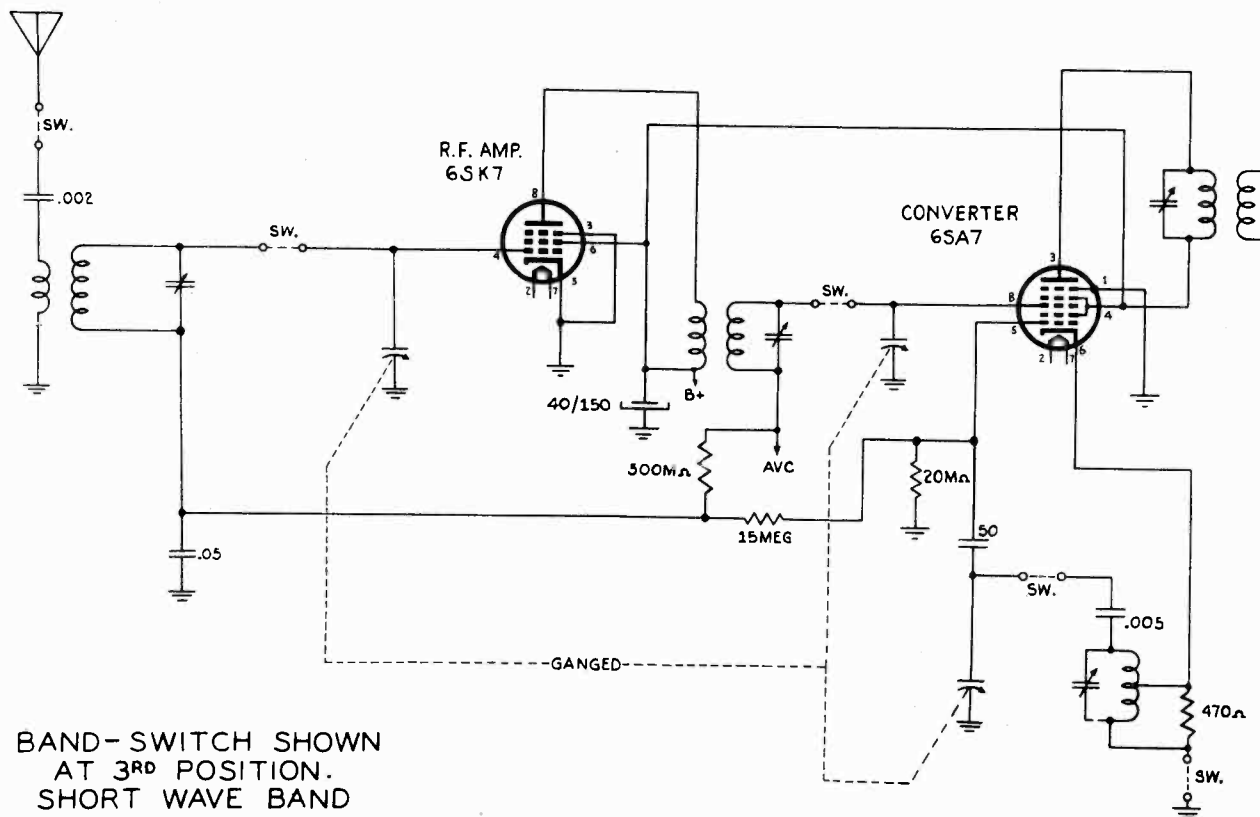 SW.
.002
R.F. AMP.
6SK7
8
3
6
4
5
2 7
SW.
CONVERTER
6SA7
3
1
8
4
5
6
2 7
SW.
B+
40/150
AVC
500MΩ
20MΩ
15MEG
.05
50
SW.
.005
GANGED
470Ω
SW.
BAND-SWITCH SHOWN
AT 3RD POSITION.
SHORT WAVE BAND